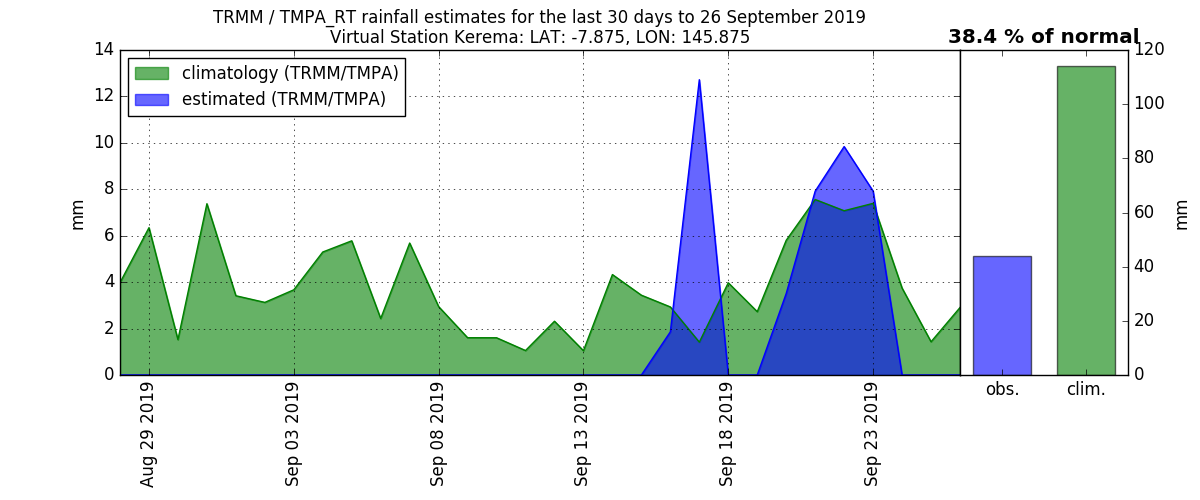 TRMM / TMPA_RT rainfall estimates for the last 30 days to 26 September 2019
Virtual Station Kerema: LAT: -7.875, LON: 145.875
38.4 % of normal
climatology (TRMM/TMPA)
estimated (TRMM/TMPA)
mm
14
12
10
8
6
4
2
0
Aug 29 2019
Sep 03 2019
Sep 08 2019
Sep 13 2019
Sep 18 2019
Sep 23 2019
120
100
80
60
40
20
0
mm
obs.
clim.